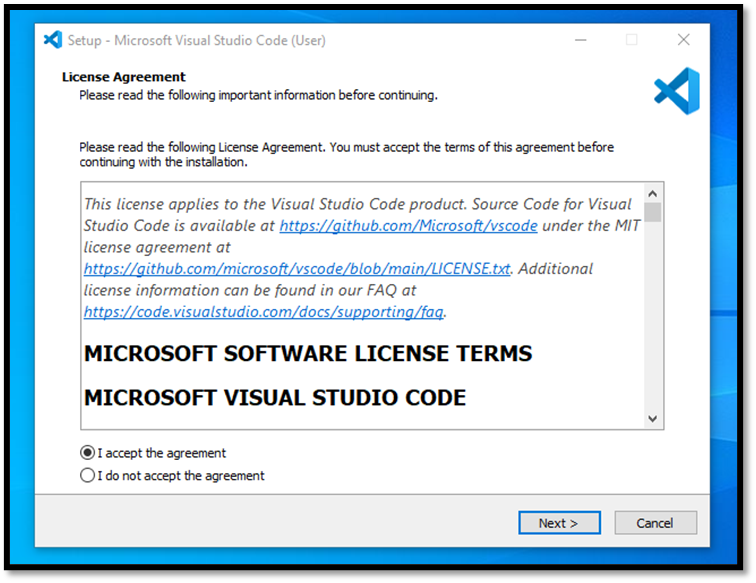 Setup - Microsoft Visual Studio Code (User)
License Agreement
Please read the following important information before continuing.
Please read the following License Agreement. You must accept the terms of this agreement before
continuing with the installation.
This license applies to the Visual Studio Code product. Source Code for Visual
Studio Code is available at https://github.com/Microsoft/vscode under the MIT
license agreement at
https://github.com/microsoft/vscode/blob/main/LICENSE.txt. Additional
license information can be found in our FAQ at
https://code.visualstudio.com/docs/supporting/faq.
MICROSOFT SOFTWARE LICENSE TERMS
MICROSOFT VISUAL STUDIO CODE
I accept the agreement
I do not accept the agreement
Next >
Cancel